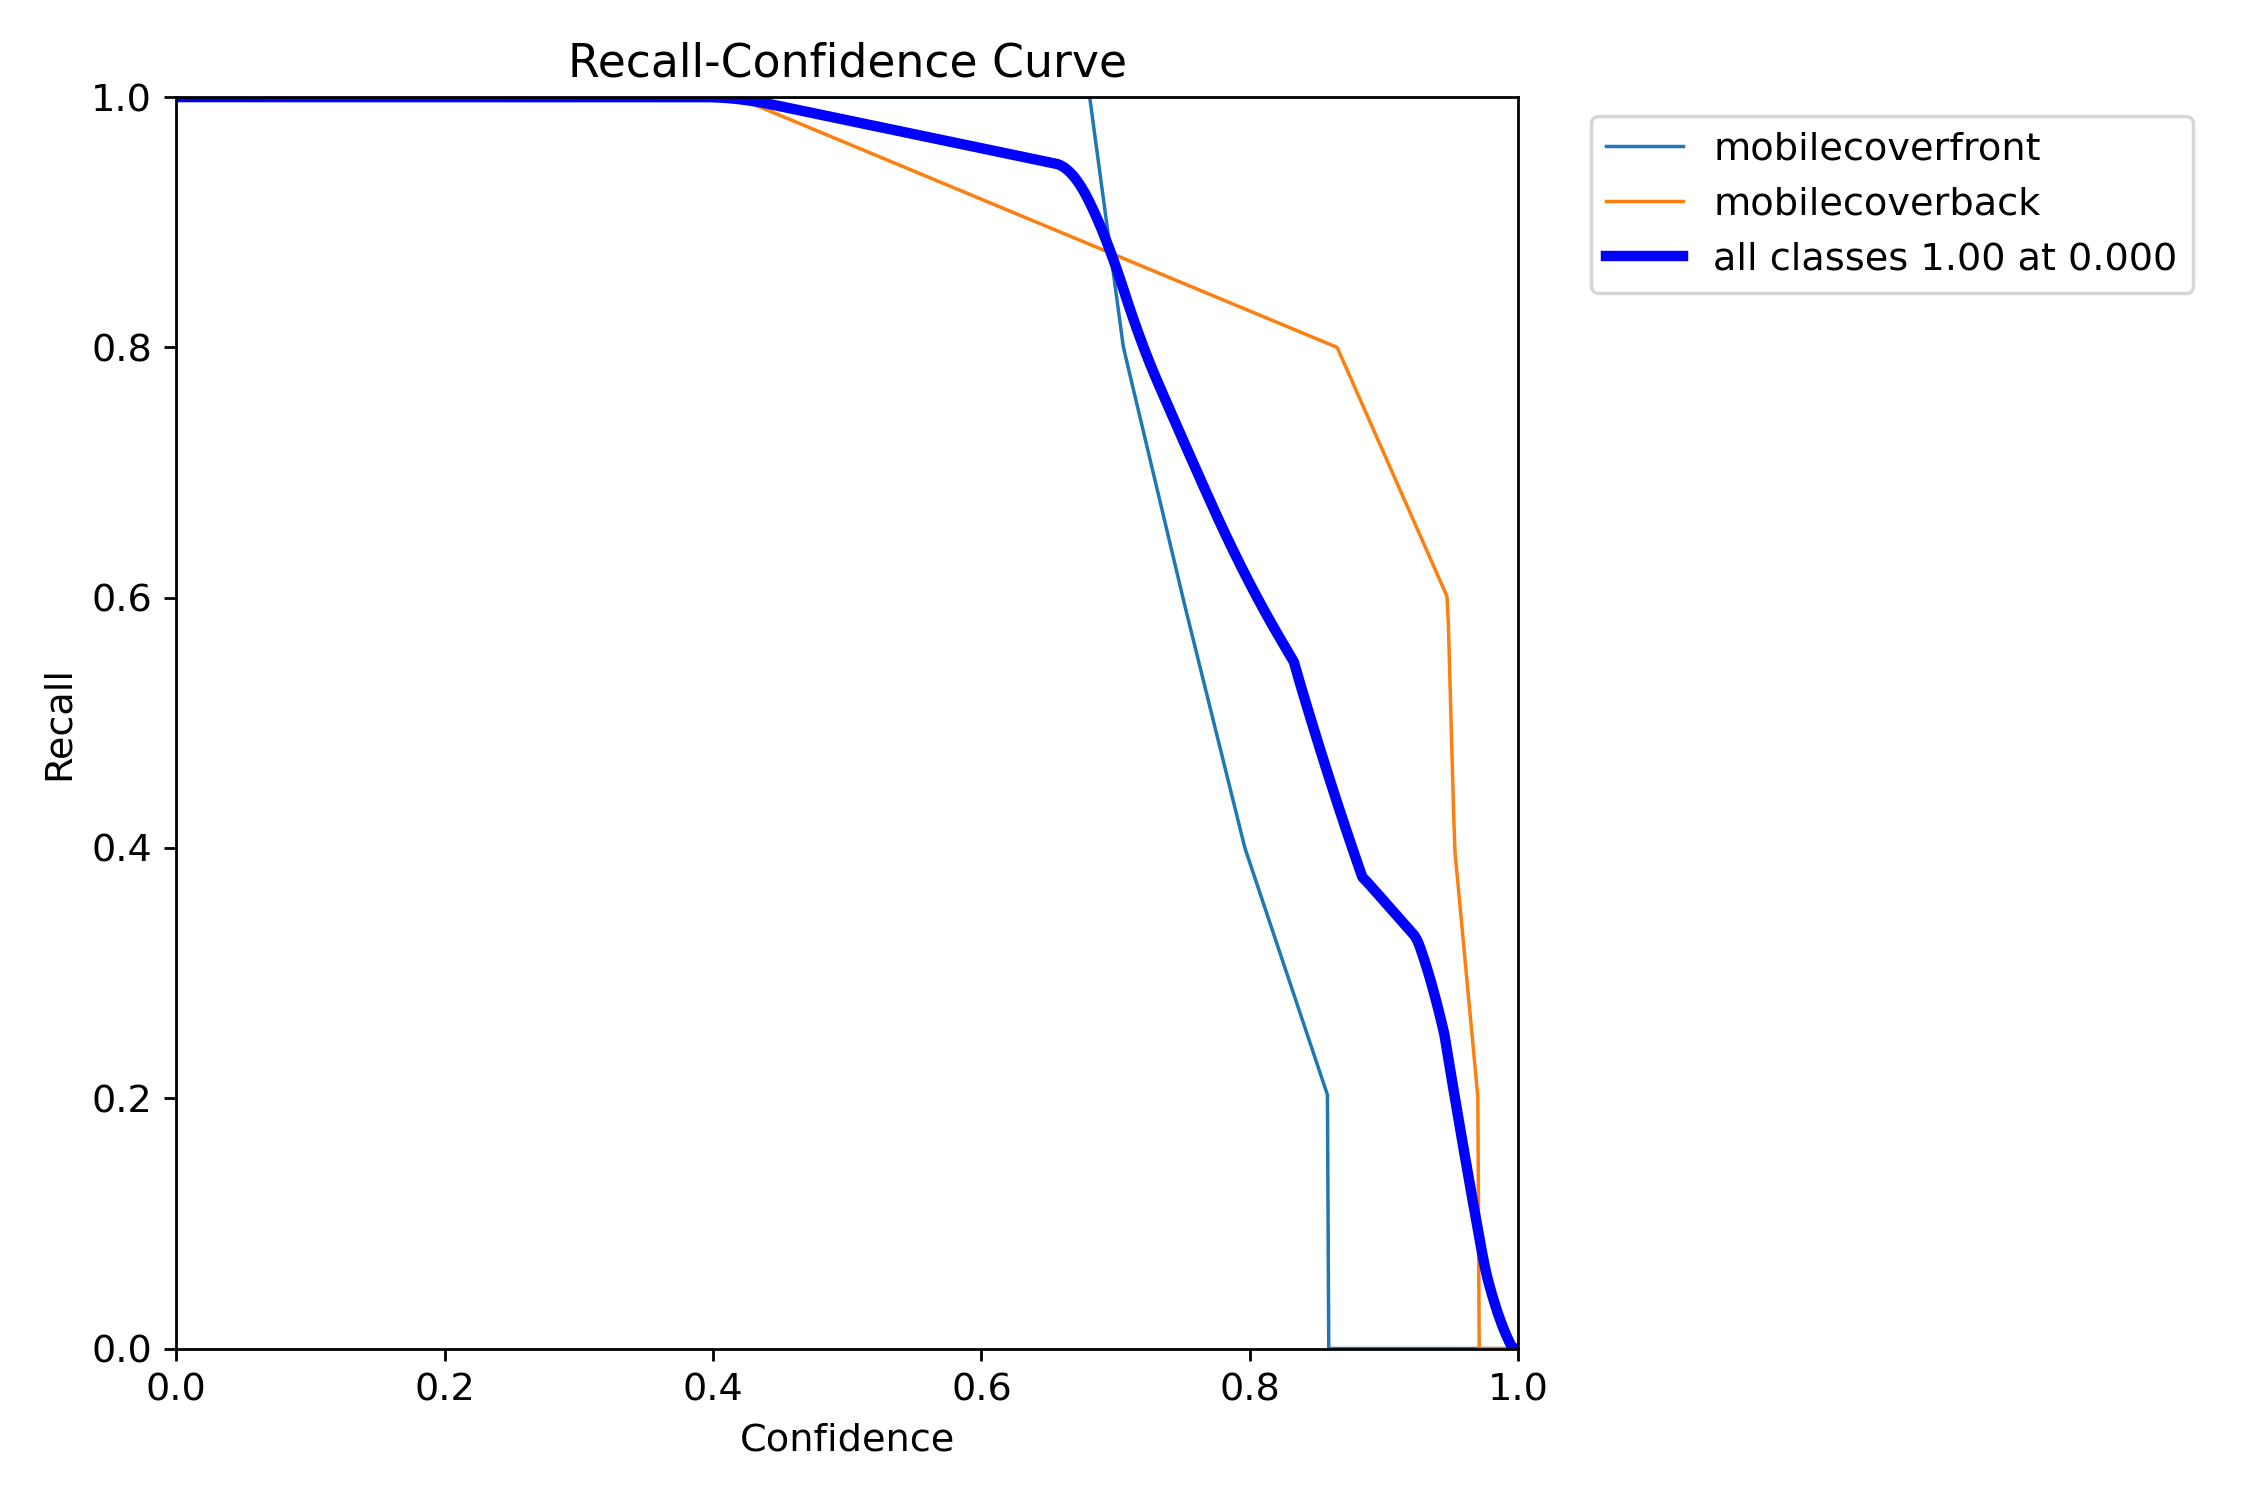 Recall-Confidence Curve
1.0
0.8
0.6
0.4
0.2
0.0
Recall
0.0 0.2 0.4 0.6 0.8 1.0
Confidence
mobilecoverfront
mobilecoverback
all classes 1.00 at 0.000